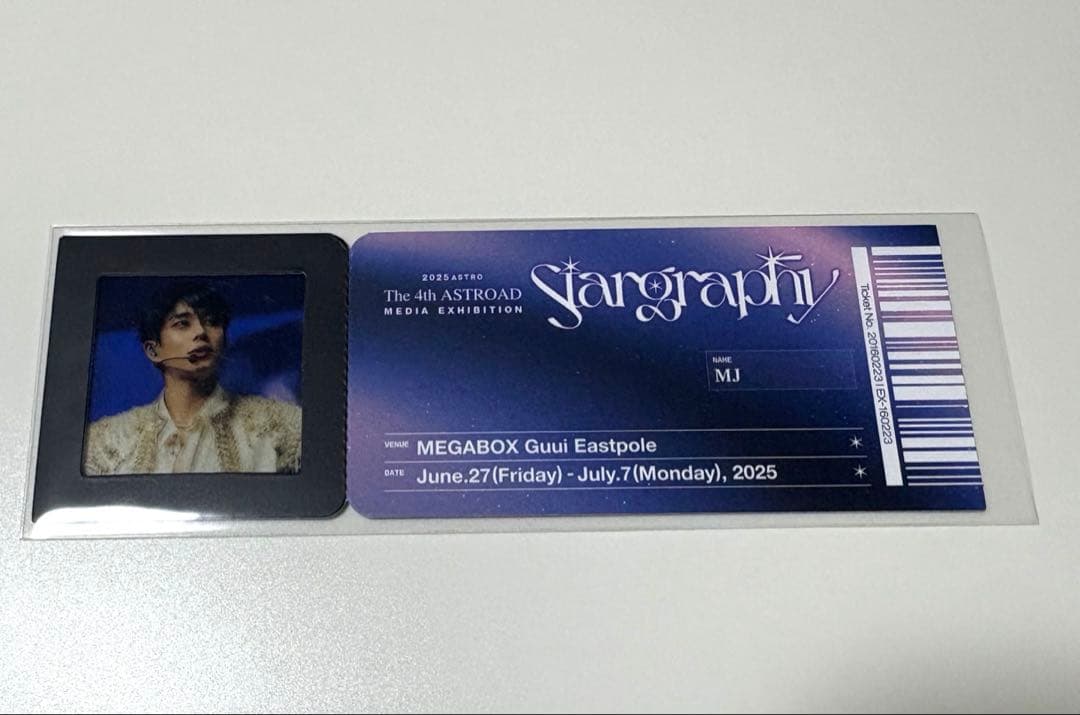 2025 ASTRO
The 4th ASTROAD
MEDIA EXHIBITION
Stargraphy
NAME
MJ
VENUE MEGABOX Guui Eastpole
DATE June.27(Friday) - July.7(Monday), 2025
Ticket No. 20160223 | EX-160223